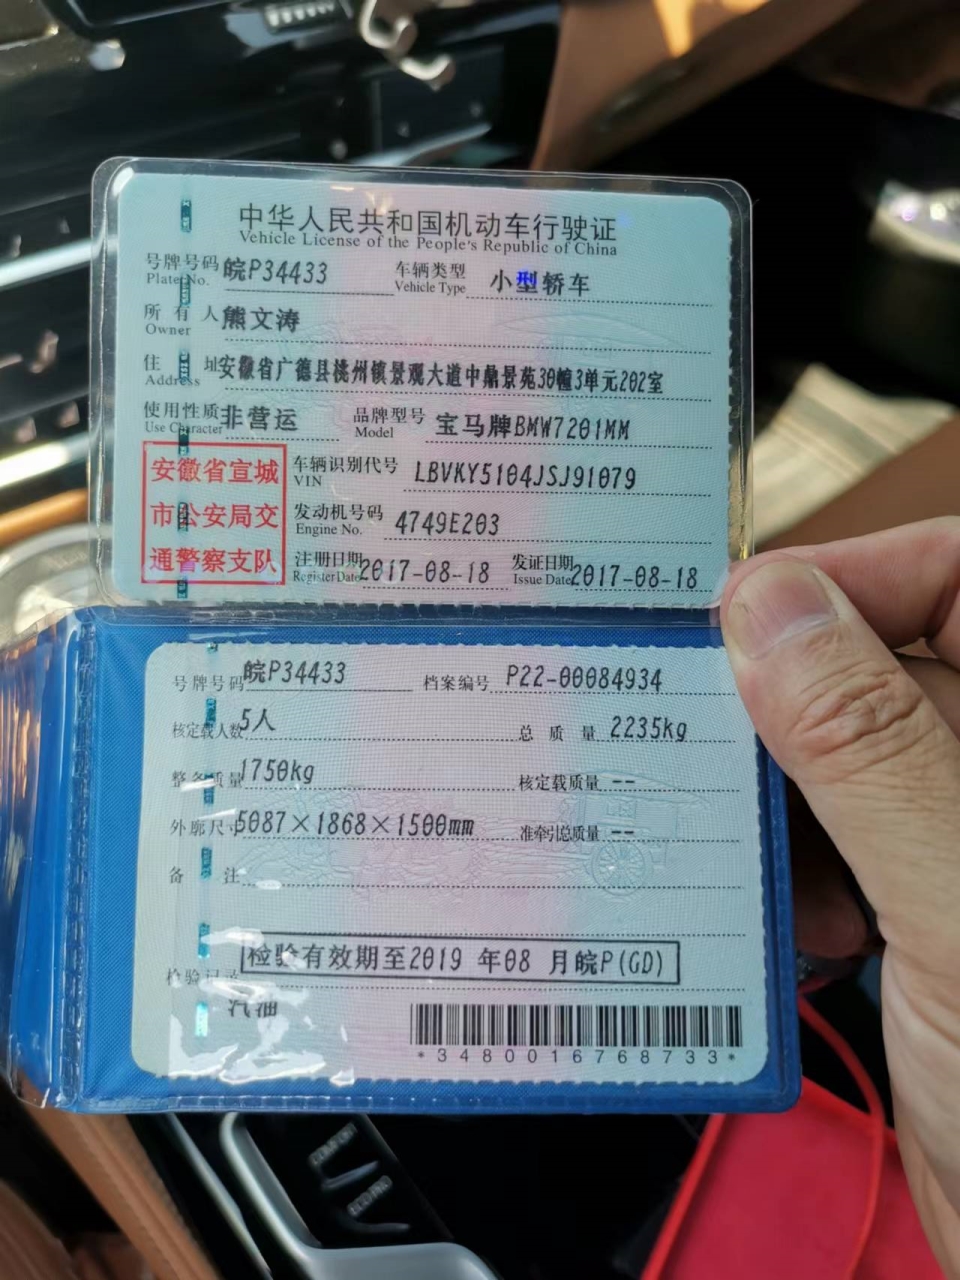 中华人民共和国机动车行驶证
Vehicle License of the People's Republic of China
号牌号码 皖P34433 车辆类型 小型轿车
Plate No. Vehicle Type
所有人 熊文涛
Owner
住址 安徽省广德县桃州镇景观大道中鼎景苑30幢3单元202室
Address
使用性质 非营运 品牌型号 宝马牌BMW7201MM
Use Character Model
安徽省宣城
市公安局交
通警察支队
车辆识别代号 LBVKY5104JSJ91079
VIN
发动机号码 4749E203
Engine No.
注册日期 2017-08-18 发证日期 2017-08-18
Register Date Issue Date
号牌号码 皖P34433 档案编号 P22-00084934
核定载人数 5人 总质量 2235kg
整备质量 1750kg 核定载质量 --
外廓尺寸 5087×1868×1500mm 准牵引总质量 --
备注
检验有效期至2019 年08 月皖P(GD)
检验记录
汽油
*3480016768733*